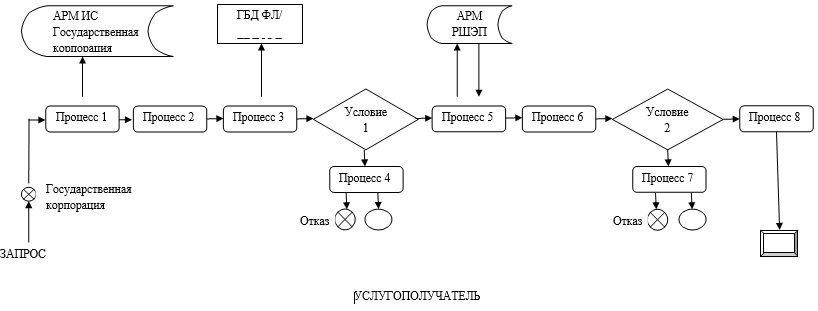 АРМ ИС
Государственная
корпорация
ГБД ФЛ/
АРМ
РШЭП
Процесс 1
Процесс 2
Процесс 3
Условие
1
Процесс 5
Процесс 6
Условие
2
Процесс 8
Процесс 4
Процесс 7
Государственная
корпорация
Отказ
Отказ
ЗАПРОС
УСЛУГОПОЛУЧАТЕЛЬ